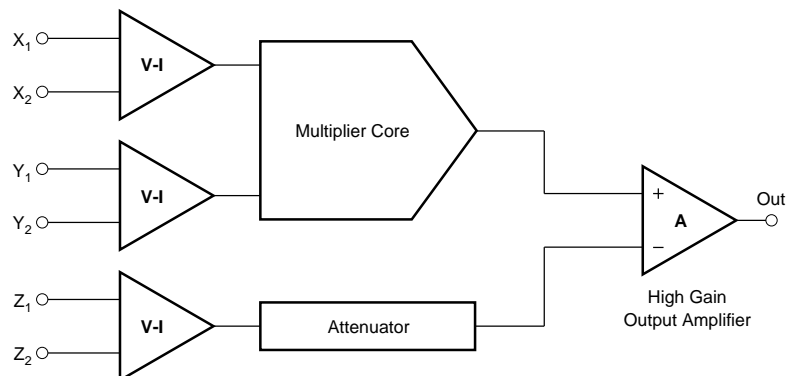 X1
V-I
X2
Multiplier Core
Y1
V-I
Y2
Out
+
A
−
Z1
High Gain
V-I
Attenuator
Output Amplifier
Z2